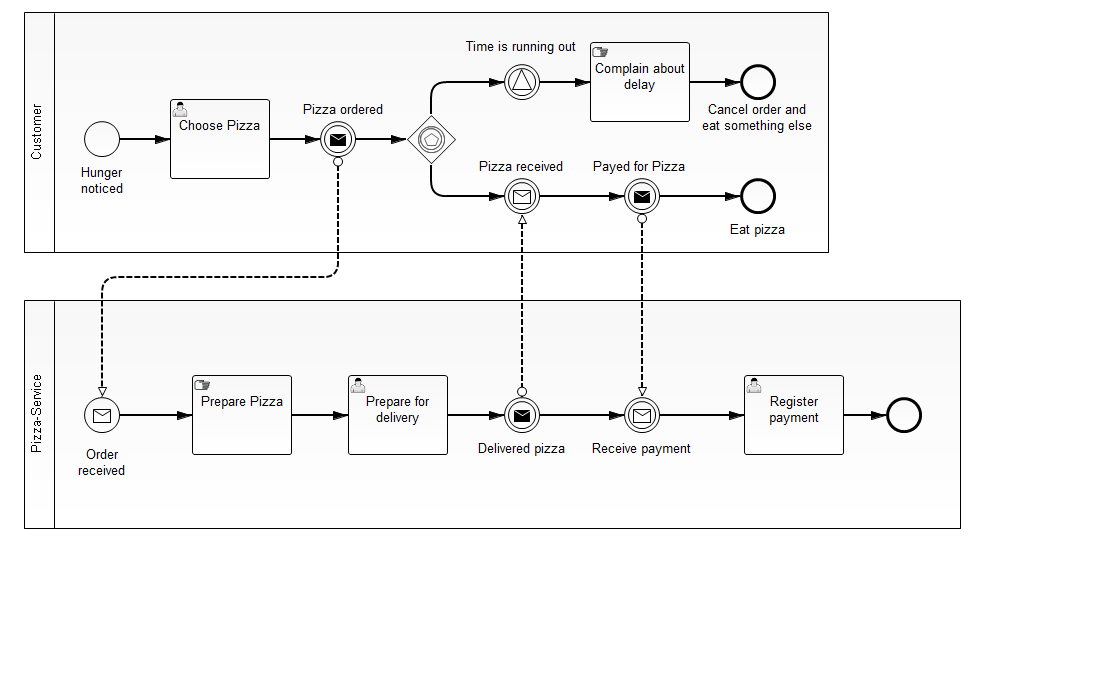 Customer
Time is running out
Complain about
delay
Pizza ordered
Choose Pizza
Cancel order and
eat something else
Hunger
noticed
Pizza received
Payed for Pizza
Eat pizza
Pizza-Service
Prepare Pizza
Prepare for
delivery
Register
payment
Order
received
Delivered pizza
Receive payment